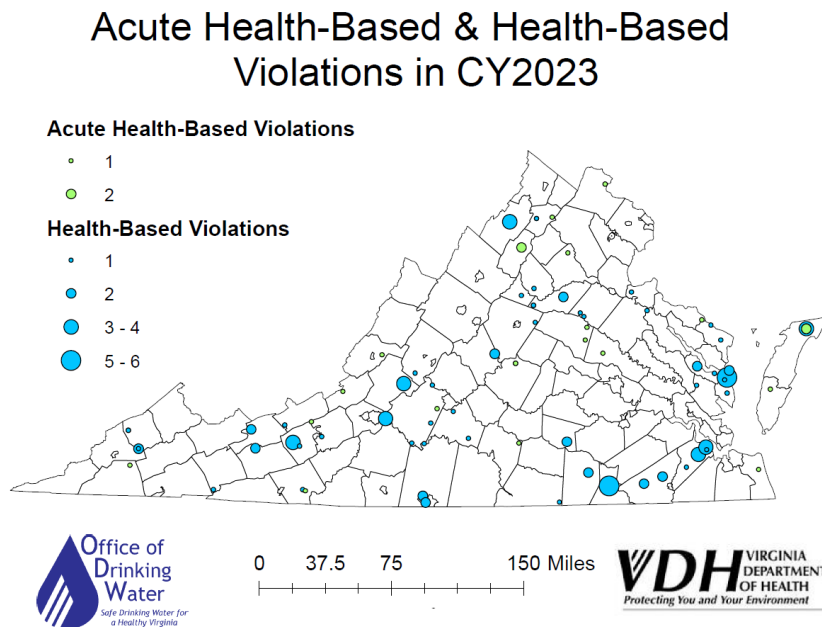 Acute Health-Based & Health-Based
Violations in CY2023
Acute Health-Based Violations
1
2
Health-Based Violations
1
2
3 - 4
5 - 6
Office of
Drinking
Water
Safe Drinking Water for
a Healthy Virginia
0 37.5 75 150 Miles
VDH VIRGINIA
DEPARTMENT
OF HEALTH
Protecting You and Your Environment